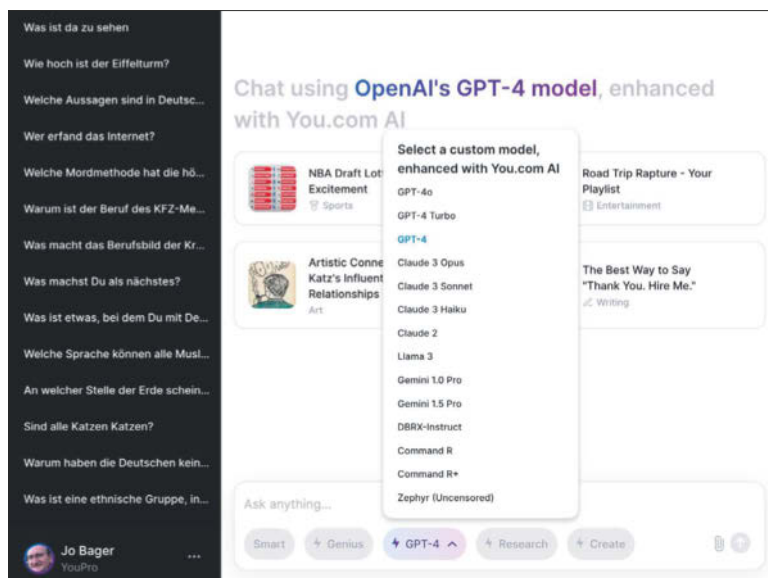 Was ist da zu sehen
Wie hoch ist der Eiffelturm?
Welche Aussagen sind in Deutsc...
Wer erfand das Internet?
Welche Mordmethode hat die hö...
Warum ist der Beruf des KFZ-Me...
Was macht das Berufsbild der Kr...
Was machst Du als nächstes?
Was ist etwas, bei dem Du mit De...
Welche Sprache können alle Musl...
An welcher Stelle der Erde schein...
Sind alle Katzen Katzen?
Warum haben die Deutschen kein...
Was ist eine ethnische Gruppe, in...
Jo Bager
YouPro
...
Chat using OpenAI's GPT-4 model, enhanced
with You.com AI
NBA Draft Lot
Excitement
Sports
Artistic Conne
Katz's Influent
Relationships
Art
Select a custom model,
enhanced with You.com AI
GPT-4o
GPT-4 Turbo
GPT-4
Claude 3 Opus
Claude 3 Sonnet
Claude 3 Haiku
Claude 2
Llama 3
Gemini 1.0 Pro
Gemini 1.5 Pro
DBRX-Instruct
Command R
Command R+
Zephyr (Uncensored)
Road Trip Rapture - Your
Playlist
Entertainment
The Best Way to Say
"Thank You. Hire Me."
Writing
Ask anything...
Smart
Genius
GPT-4
Research
Create